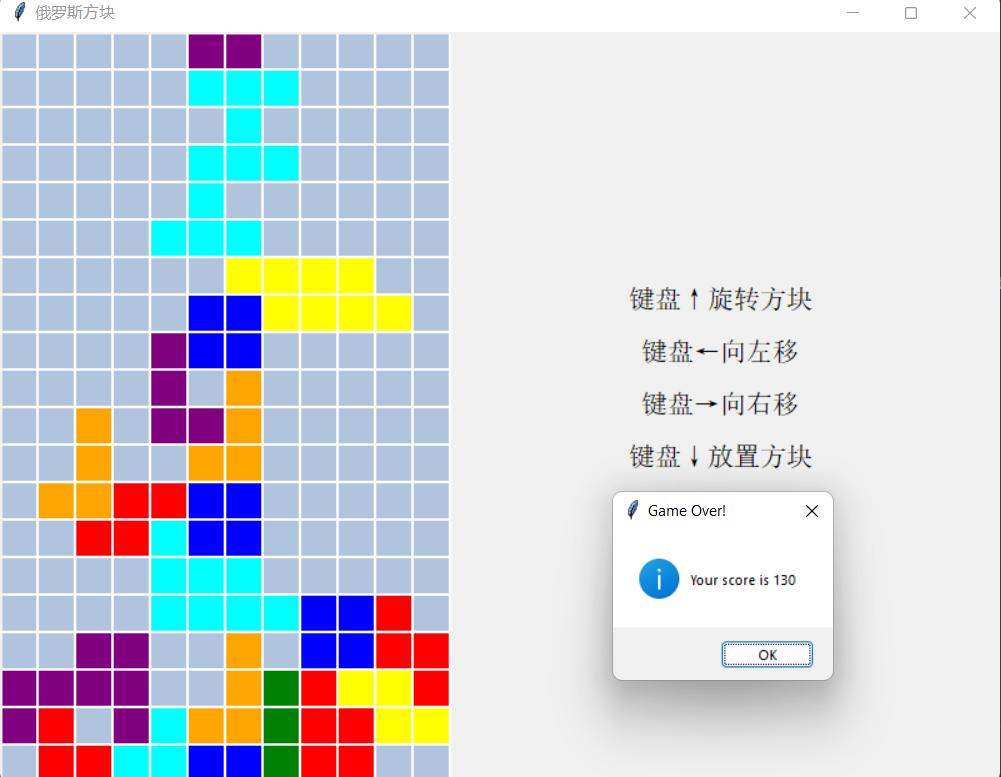 俄罗斯方块
键盘↑旋转方块
键盘←向左移
键盘→向右移
键盘↓放置方块
Game Over!
Your score is 130
OK